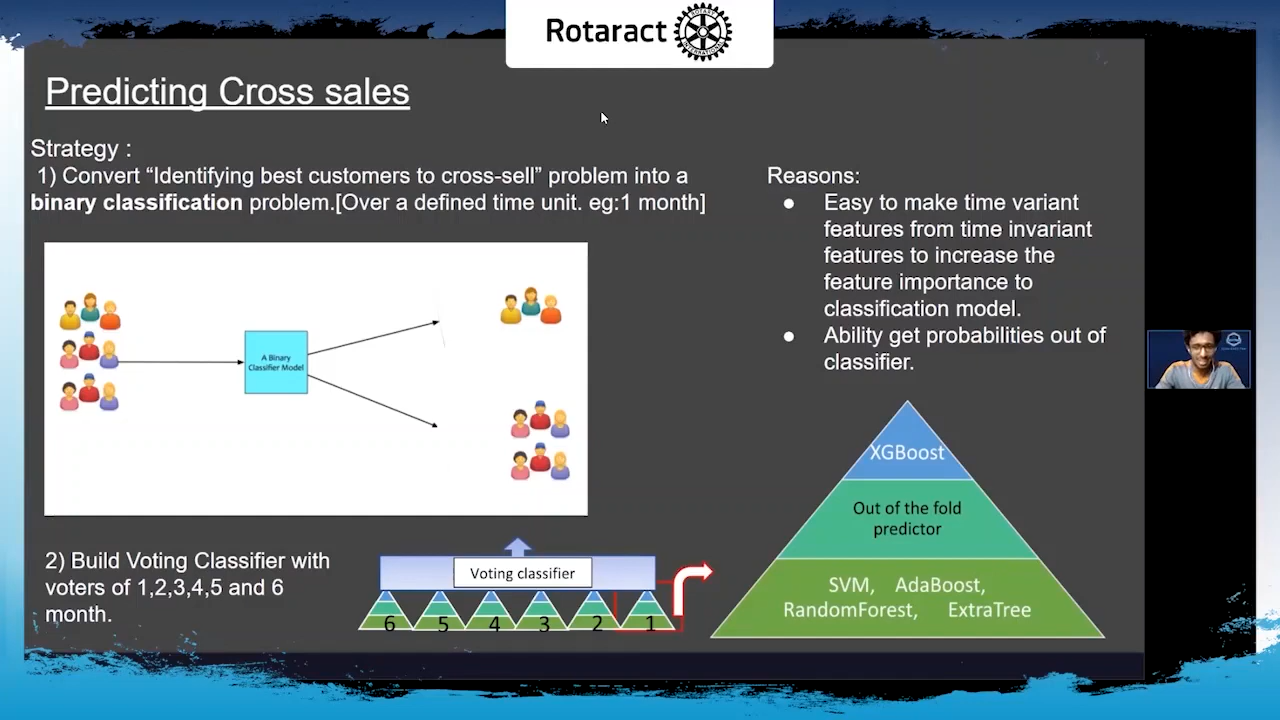 Rotaract
Predicting Cross sales
Strategy :
1) Convert “Identifying best customers to cross-sell” problem into a
binary classification problem.[Over a defined time unit. eg:1 month]
A Binary
Classifier Model
2) Build Voting Classifier with
voters of 1,2,3,4,5 and 6
month.
Voting classifier
6 5 4 3 2 1
Reasons:
● Easy to make time variant
features from time invariant
features to increase the
feature importance to
classification model.
● Ability get probabilities out of
classifier.
XGBoost
Out of the fold
predictor
SVM, AdaBoost,
RandomForest, ExtraTree